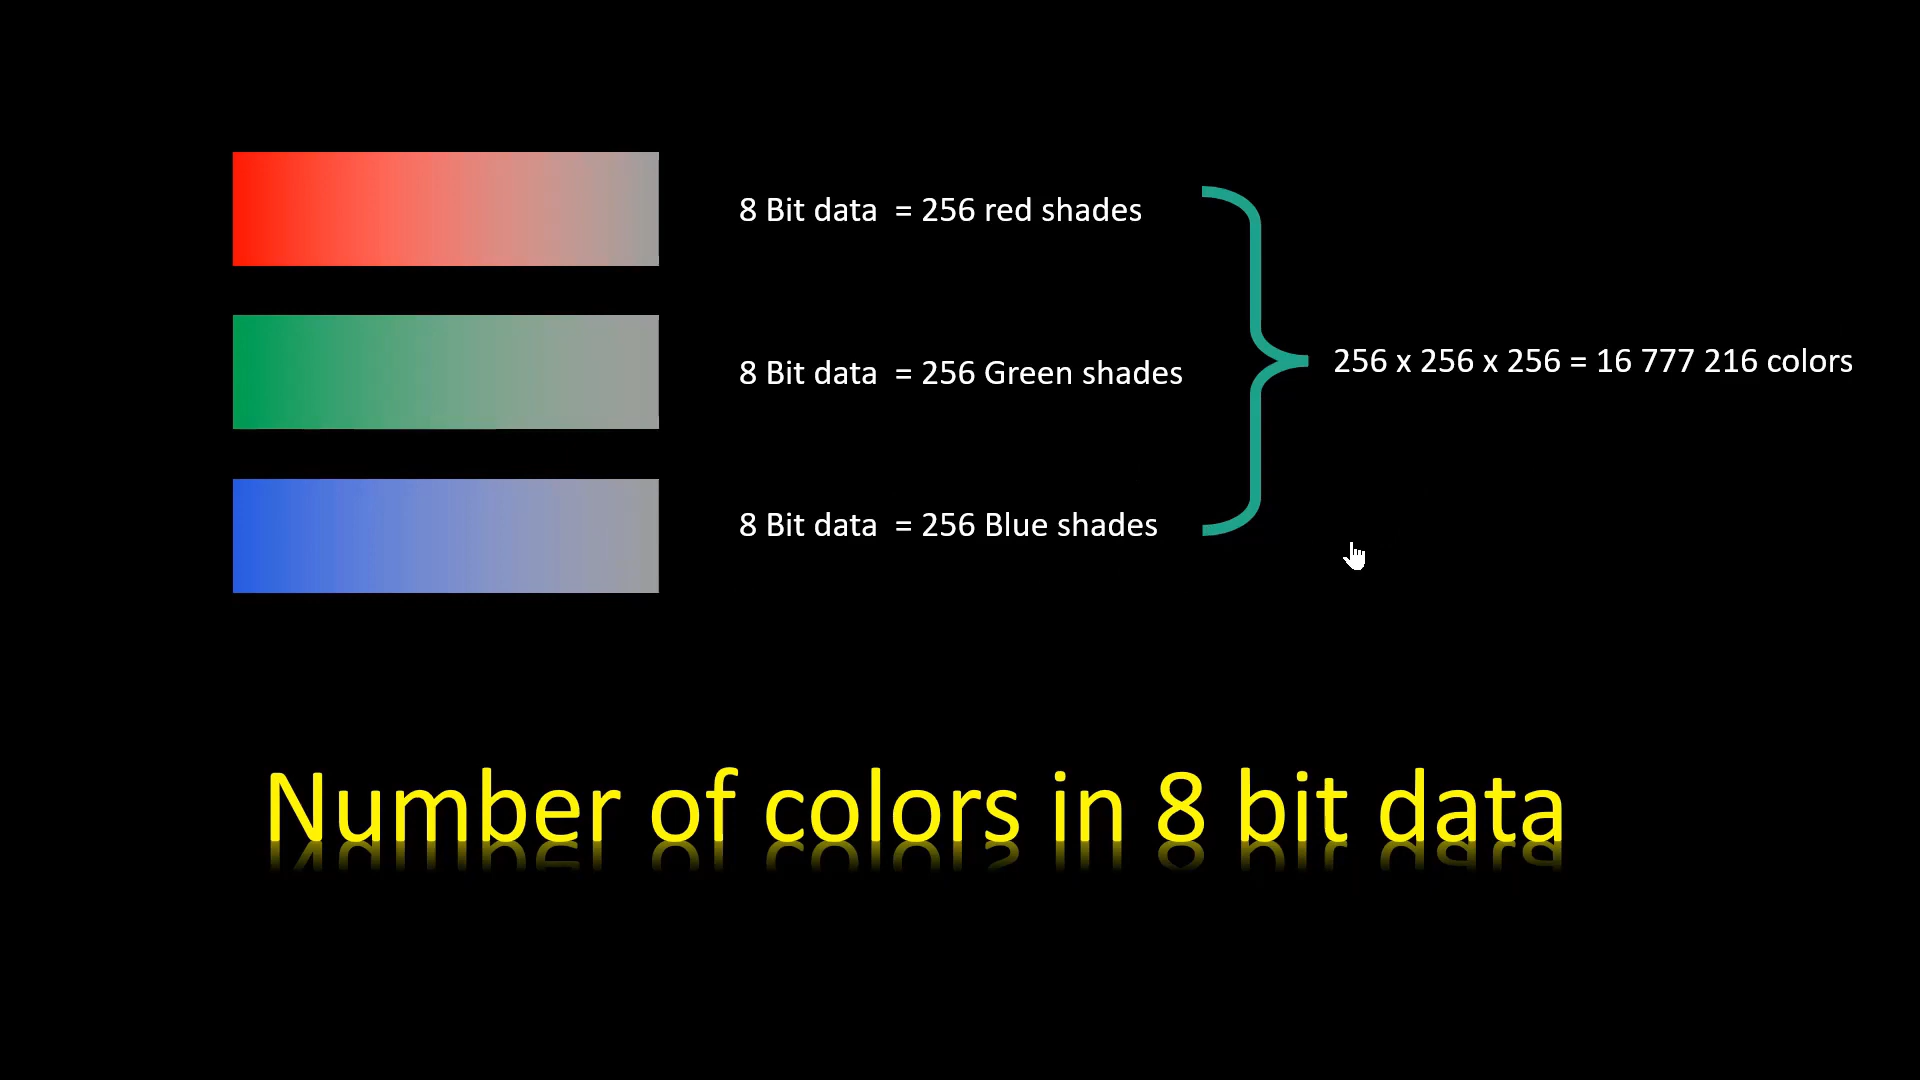 8 Bit data  = 256 red shades
8 Bit data  = 256 Green shades
8 Bit data  = 256 Blue shades
256 x 256 x 256 = 16 777 216 colors
Number of colors in 8 bit data